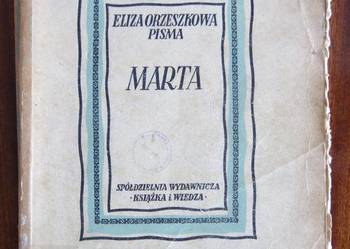 ELIZA ORZESZKOWA
PISMA
MARTA
SPÓŁDZIELNIA WYDAWNICZA
· KSIĄŻKA i WIEDZA ·